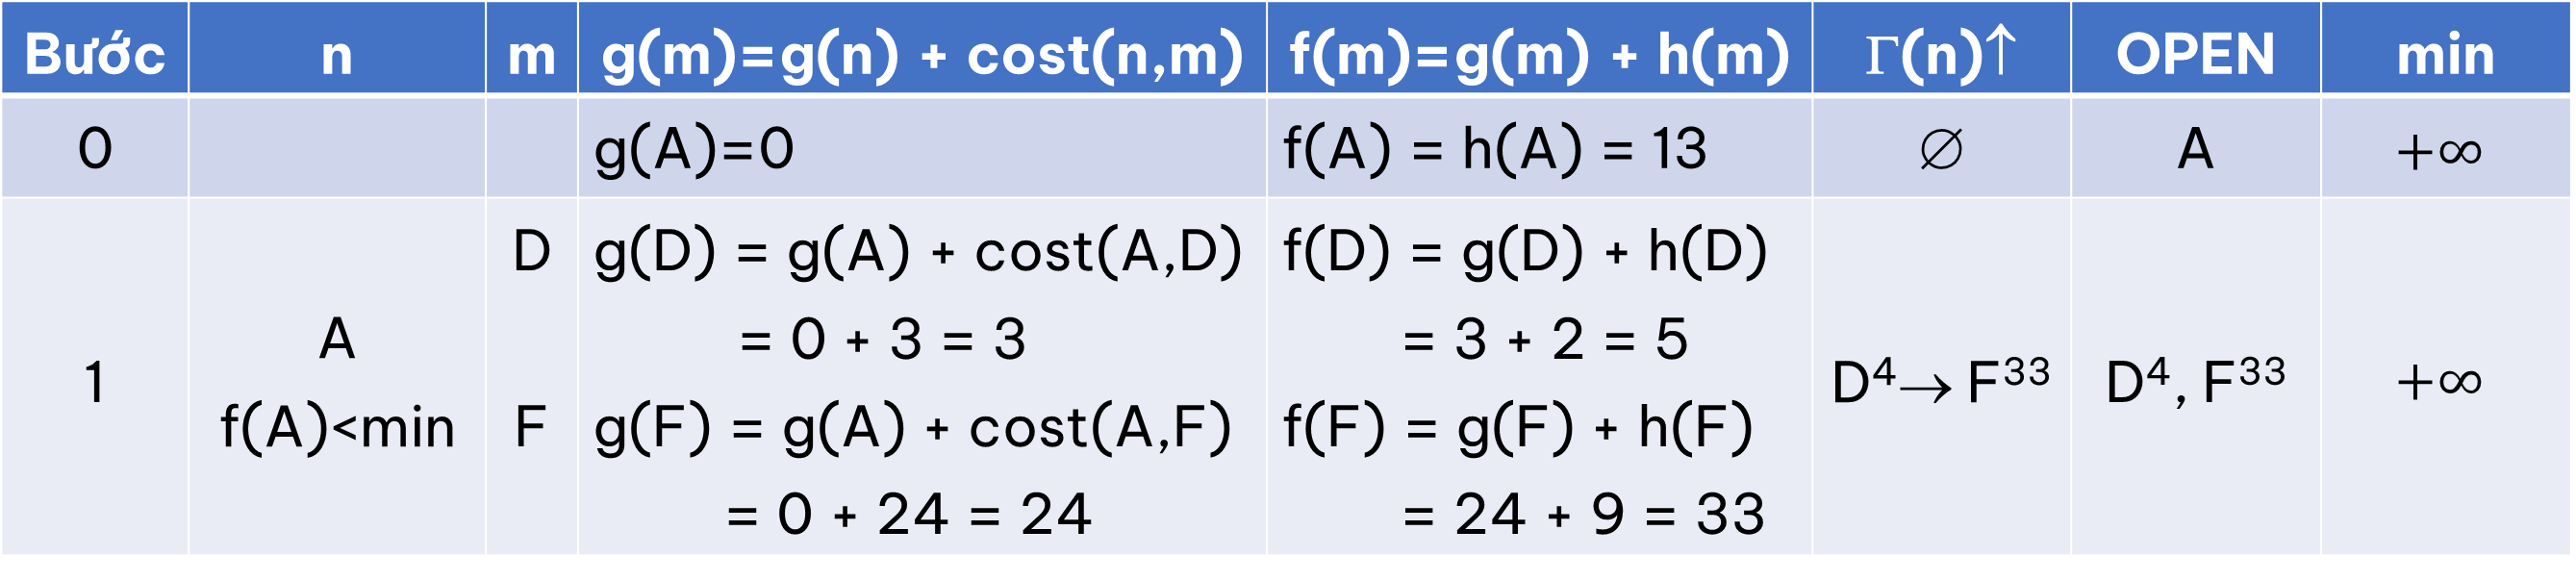 Bước n m g(m)=g(n) + cost(n,m) f(m)=g(m) + h(m) Γ(n)↑ OPEN min
0 g(A)=0 f(A) = h(A) = 13 ∅ A +∞
1 A f(A)<min D g(D) = g(A) + cost(A,D) f(D) = g(D) + h(D) D⁴→ F³³ D⁴, F³³ +∞
= 0 + 3 = 3 = 3 + 2 = 5
F g(F) = g(A) + cost(A,F) f(F) = g(F) + h(F)
= 0 + 24 = 24 = 24 + 9 = 33